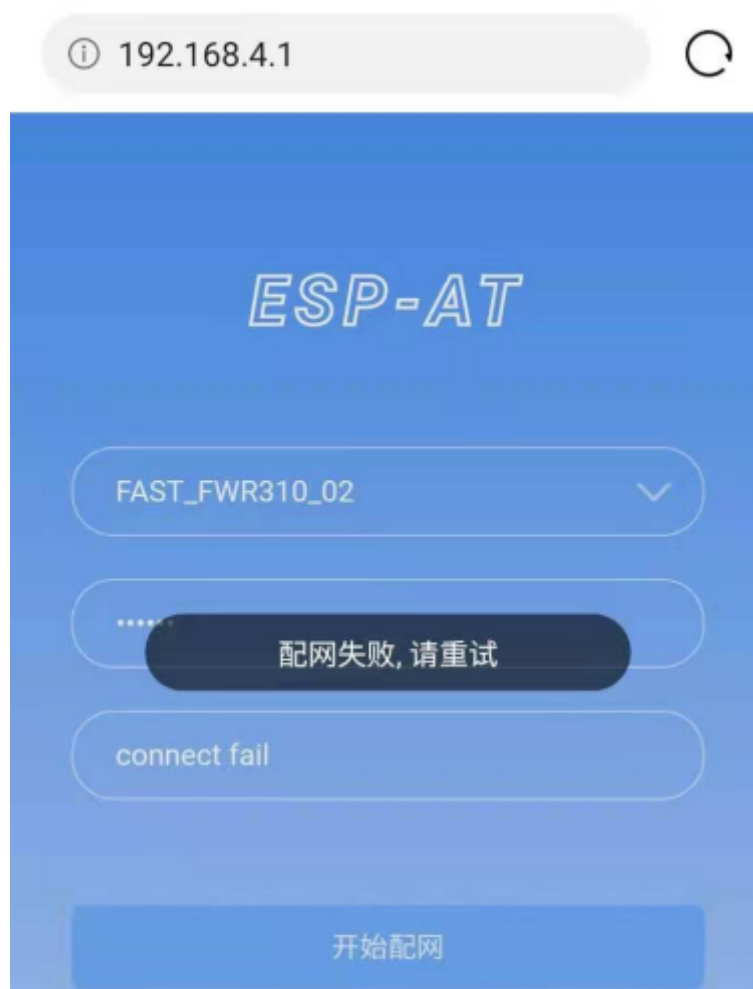 192.168.4.1
ESP-AT
FAST_FWR310_02
配网失败, 请重试
connect fail
开始配网